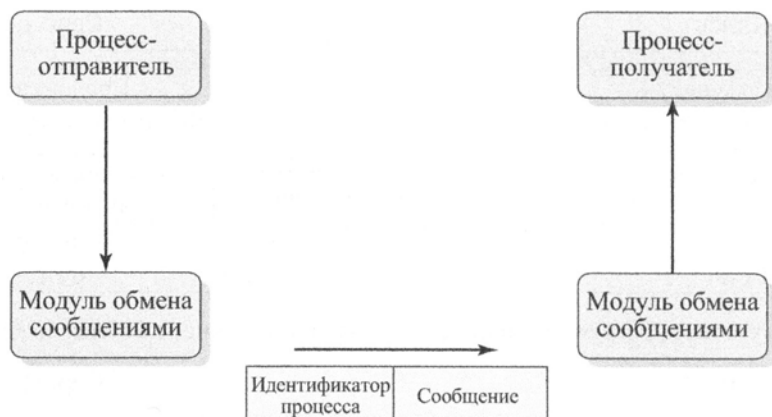 Процесс-
отправитель
Процесс-
получатель
Модуль обмена
сообщениями
Модуль обмена
сообщениями
Идентификатор
процесса
Сообщение